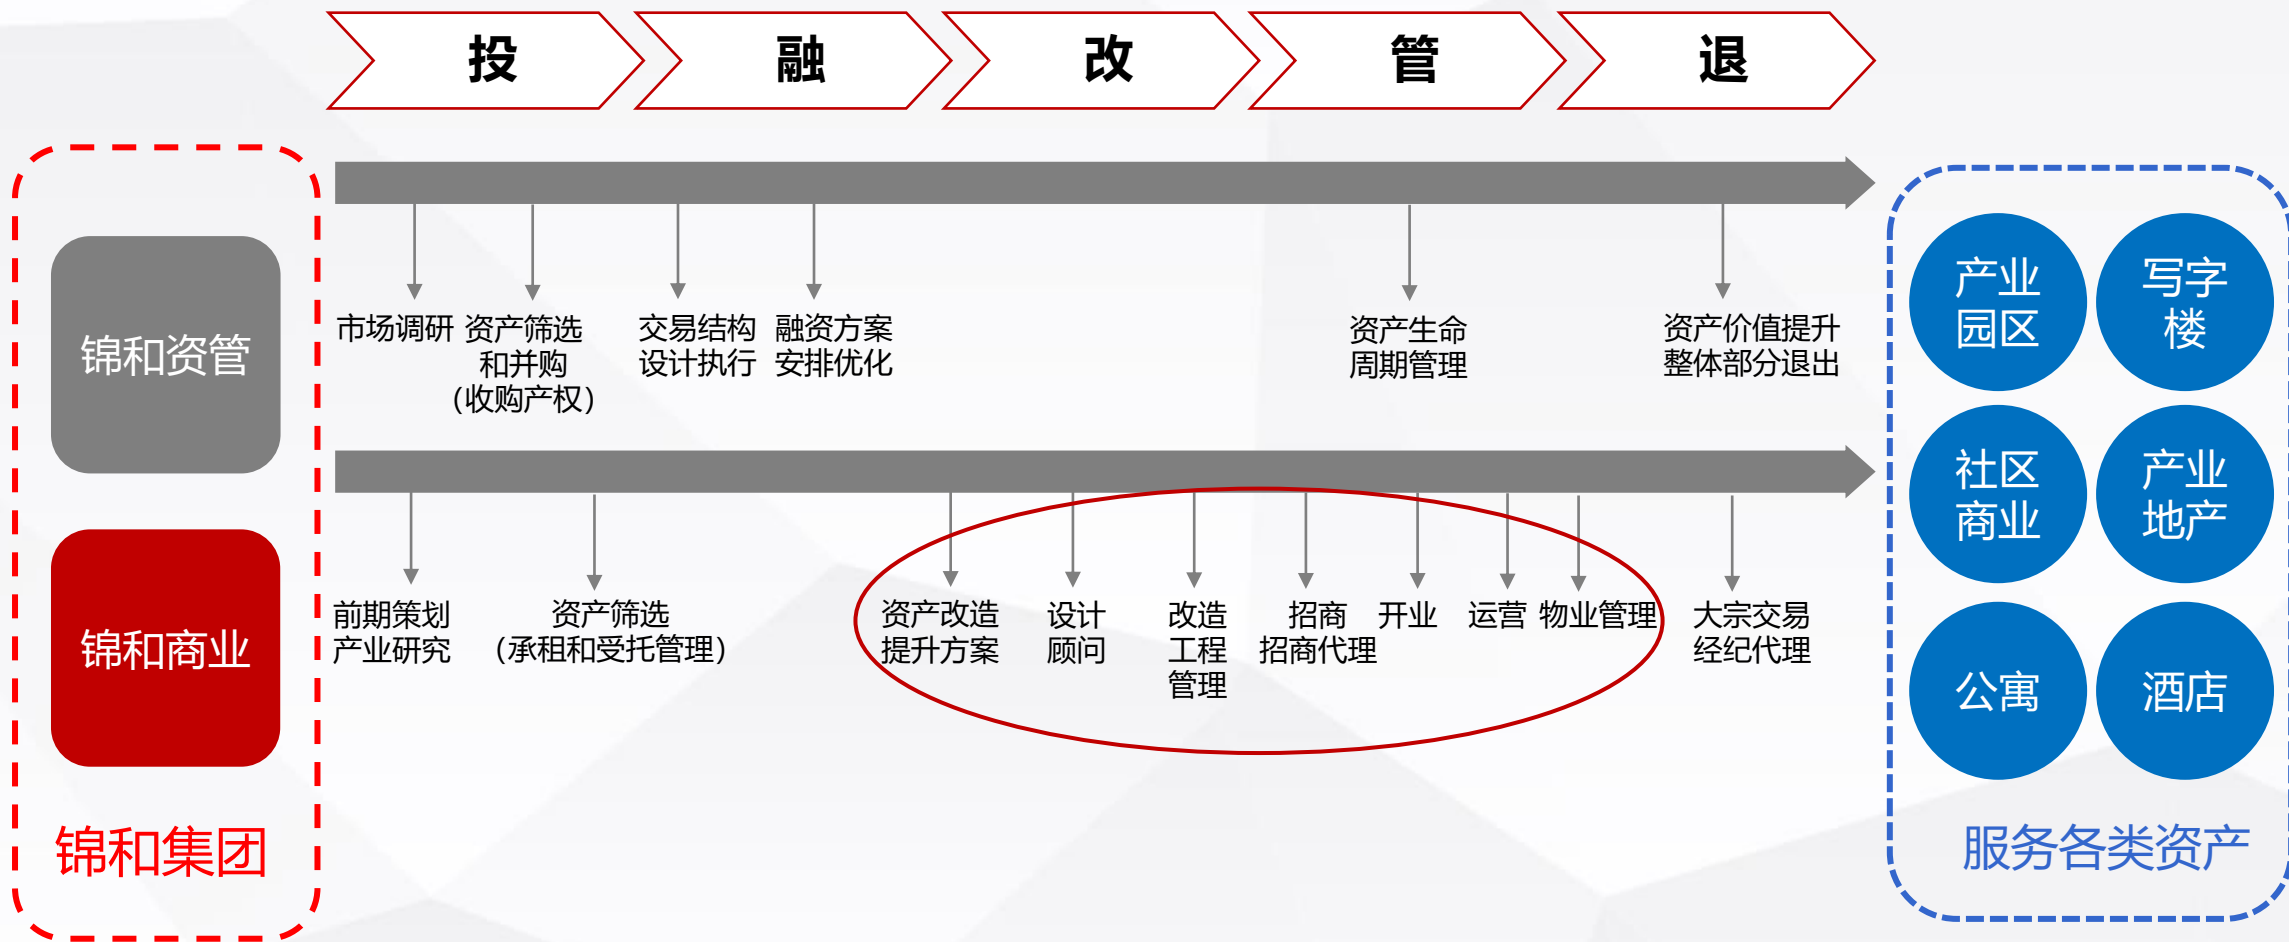 投
融
改
管
退
锦和资管
市场调研
资产筛选
和并购
（收购产权）
交易结构
设计执行
融资方案
安排优化
资产生命
周期管理
资产价值提升
整体部分退出
锦和商业
前期策划
产业研究
资产筛选
（承租和受托管理）
资产改造
提升方案
设计
顾问
改造
工程
管理
招商
招商代理
开业
运营
物业管理
大宗交易
经纪代理
锦和集团
产业
园区
写字
楼
社区
商业
产业
地产
公寓
酒店
服务各类资产